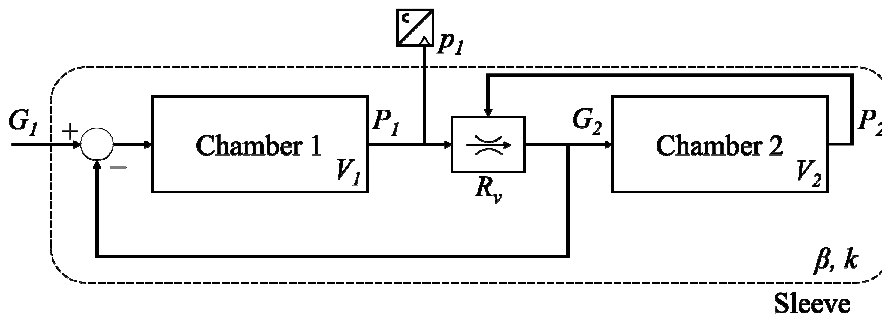 c
p1
G1
+
−
Chamber 1
V1
P1
Rv
G2
Chamber 2
V2
P2
β, k
Sleeve